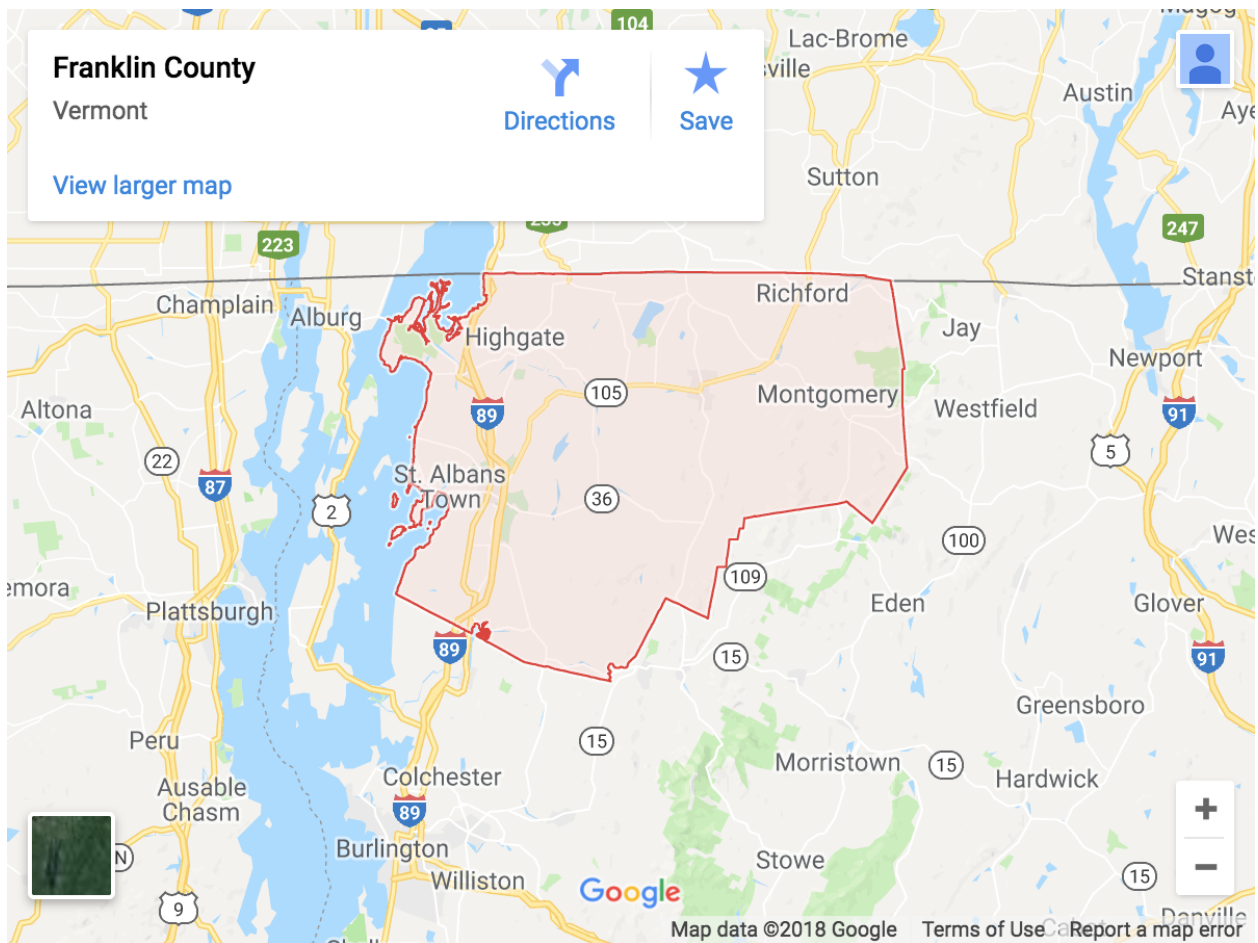 104
Magog
Lac-Brome
Franklin County
Vermont
Directions
Save
View larger map
Austin
Sutton
247
223
Stanst
Champlain
Alburg
Richford
Highgate
Jay
Newport
105
Montgomery
89
Altona
Westfield
91
22
87
5
St. Albans
Town
36
2
100
109
Plattsburgh
Eden
Glover
89
15
91
Greensboro
Peru
15
Morristown
15
Hardwick
Colchester
Ausable
Chasm
89
Burlington
Stowe
N
Williston
15
9
Google
Danville
Map data ©2018 Google
Terms of Use
Report a map error